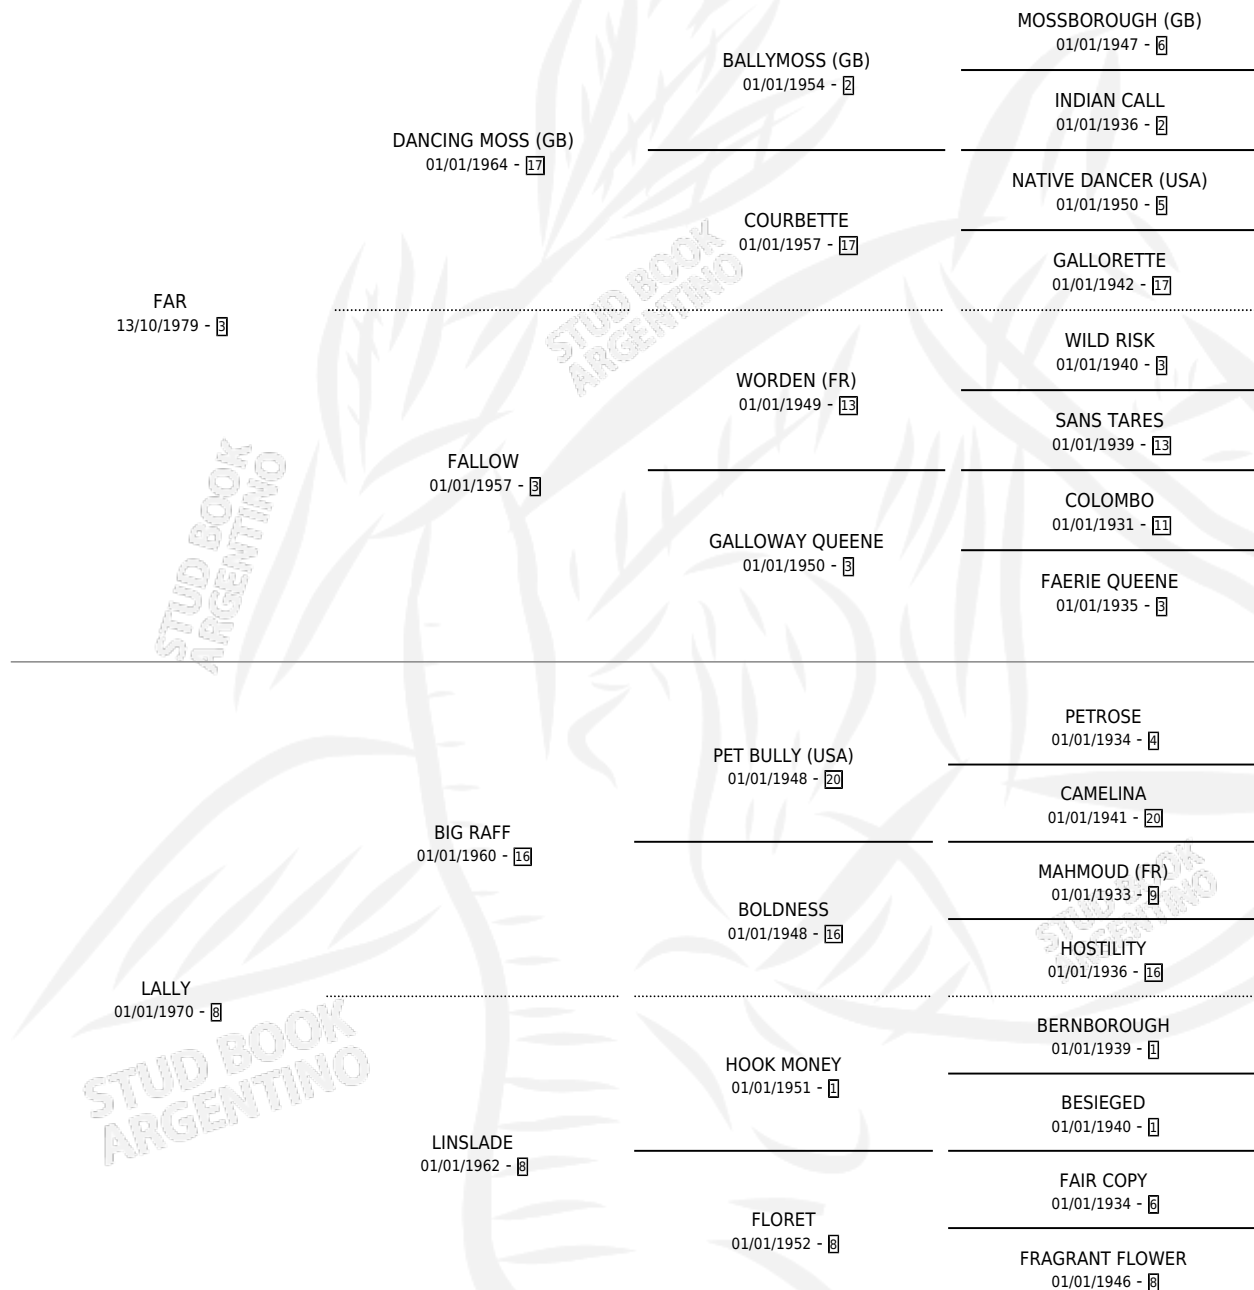 MOSSBOROUGH (GB)
01/01/1947 - 6
BALLYMOSS (GB)
01/01/1954 - 2
INDIAN CALL
01/01/1936 - 2
DANCING MOSS (GB)
01/01/1964 - 17
NATIVE DANCER (USA)
01/01/1950 - 5
COURBETTE
01/01/1957 - 17
GALLORETTE
01/01/1942 - 17
FAR
13/10/1979 - 3
WILD RISK
01/01/1940 - 3
WORDEN (FR)
01/01/1949 - 13
SANS TARES
01/01/1939 - 13
FALLOW
01/01/1957 - 3
COLOMBO
01/01/1931 - 11
GALLOWAY QUEENE
01/01/1950 - 3
FAERIE QUEENE
01/01/1935 - 3
STUD BOOK
ARGENTINO
STUD BOOK
ARGENTINO
PETROSE
01/01/1934 - 4
PET BULLY (USA)
01/01/1948 - 20
CAMELINA
01/01/1941 - 20
BIG RAFF
01/01/1960 - 16
MAHMOUD (FR)
01/01/1933 - 9
BOLDNESS
01/01/1948 - 16
HOSTILITY
01/01/1936 - 16
STUD BOOK
ARGENTINO
LALLY
01/01/1970 - 8
BERNBOROUGH
01/01/1939 - 1
HOOK MONEY
01/01/1951 - 1
BESIEGED
01/01/1940 - 1
LINSLADE
01/01/1962 - 8
FAIR COPY
01/01/1934 - 6
FLORET
01/01/1952 - 8
FRAGRANT FLOWER
01/01/1946 - 8
STUD BOOK
ARGENTINO